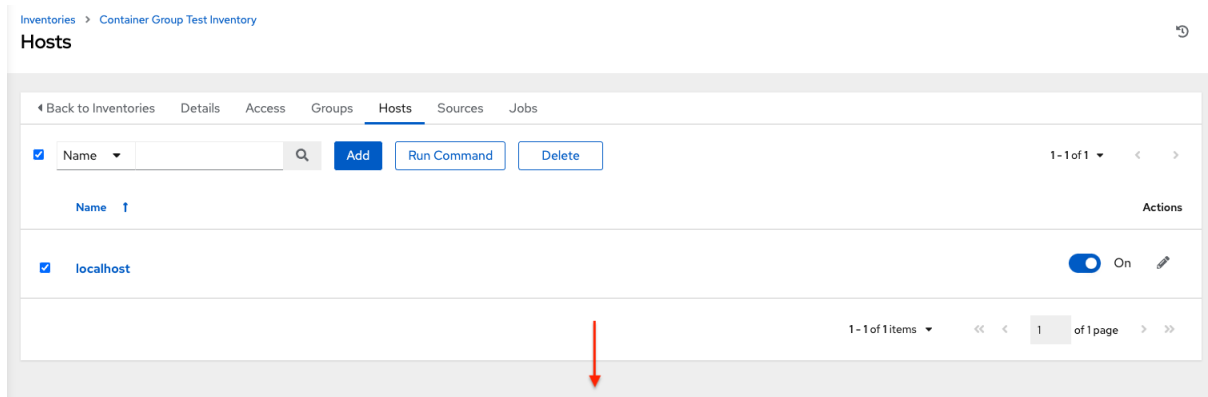 Inventories > Container Group Test Inventory
Hosts
Back to Inventories Details Access Groups Hosts Sources Jobs
Name Add Run Command Delete 1 - 1 of 1
Name Actions
localhost On
1 - 1 of 1 items 1 of 1 page